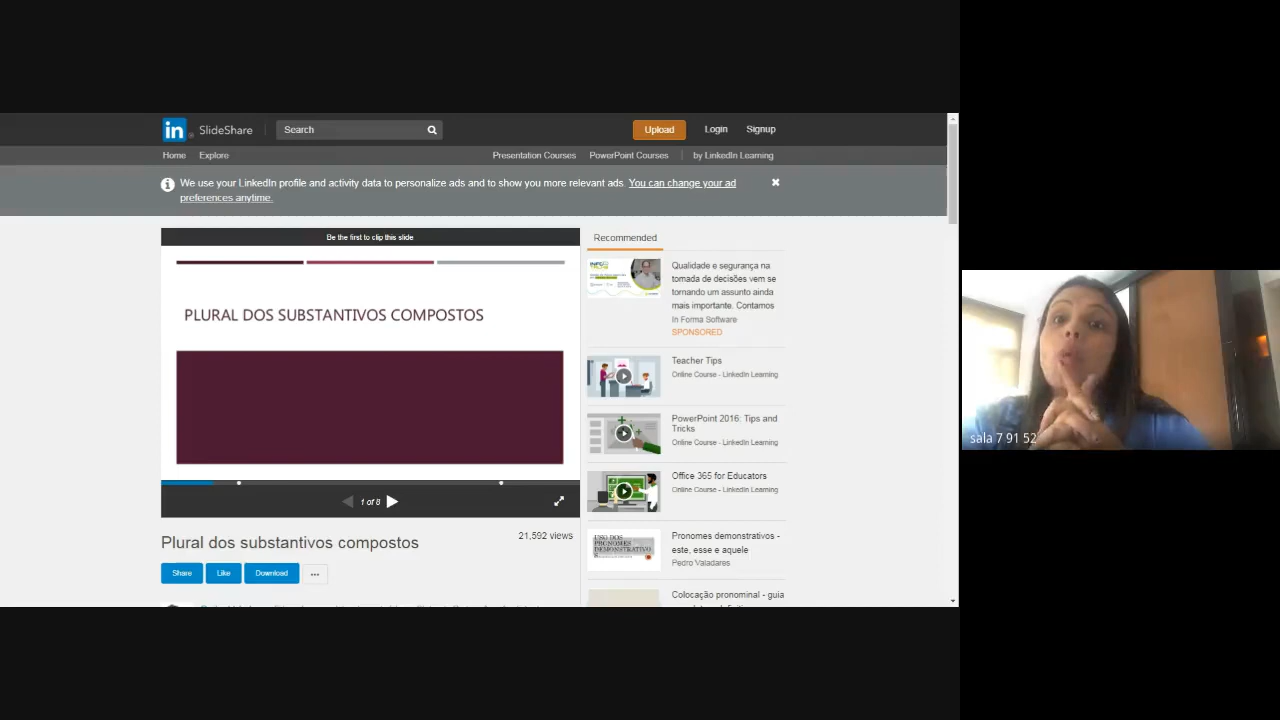 in SlideShare
Search
Upload
Login
Signup
Home
Explore
Presentation Courses
PowerPoint Courses
by LinkedIn Learning
We use your LinkedIn profile and activity data to personalize ads and to show you more relevant ads. You can change your ad
preferences anytime.
Be the first to clip this slide
PLURAL DOS SUBSTANTIVOS COMPOSTOS
1 of 8
Plural dos substantivos compostos
21,592 views
Share
Like
Download
...
Recommended
Qualidade e segurança na
tomada de decisões vem se
tornando um assunto ainda
mais importante. Contamos
In Forma Software
SPONSORED
Teacher Tips
Online Course - LinkedIn Learning
PowerPoint 2016: Tips and
Tricks
Online Course - LinkedIn Learning
Office 365 for Educators
Online Course - LinkedIn Learning
USO DOS
PRONOMES
DEMONSTRATIVO
Pronomes demonstrativos -
este, esse e aquele
Pedro Valadares
Colocação pronominal - guia
sala 7 91 52